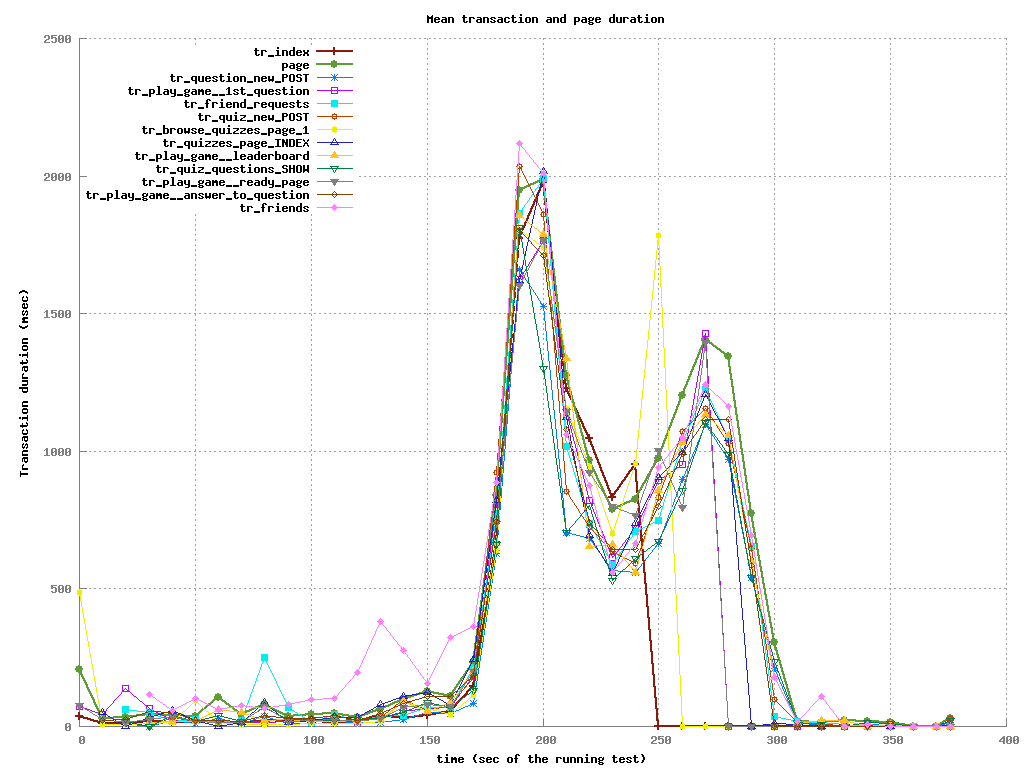 Mean transaction and page duration
2500
2000
1500
1000
500
0
Transaction duration (msec)
tr_index
page
tr_question_new_POST
tr_play_game__1st_question
tr_friend_requests
tr_quiz_new_POST
tr_browse_quizzes_page_1
tr_quizzes_page_INDEX
tr_play_game__leaderboard
tr_quiz_questions_SHOW
tr_play_game__ready_page
tr_play_game__answer_to_question
tr_friends
0 50 100 150 200 250 300 350 400
time (sec of the running test)